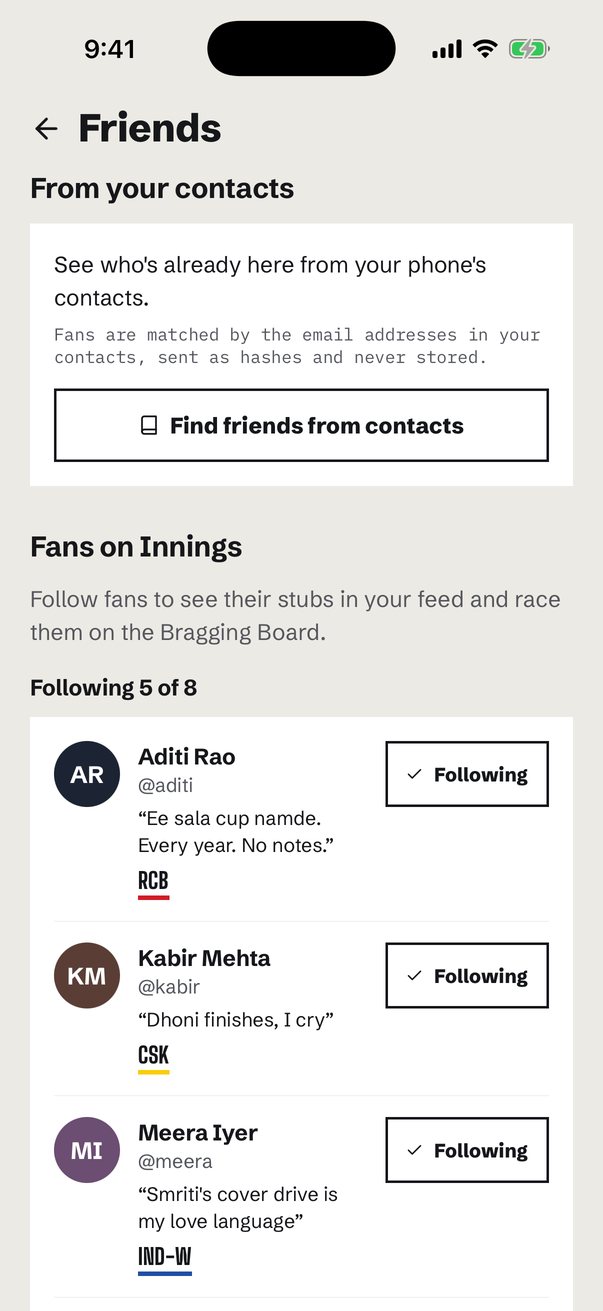 9:41
Friends
From your contacts
See who's already here from your phone's
contacts.
Fans are matched by the email addresses in your
contacts, sent as hashes and never stored.
Find friends from contacts
Fans on Innings
Follow fans to see their stubs in your feed and race
them on the Bragging Board.
Following 5 of 8
AR
Aditi Rao
@aditi
“Ee sala cup namde.
Every year. No notes.”
RCB
Following
KM
Kabir Mehta
@kabir
“Dhoni finishes, I cry”
CSK
Following
MI
Meera Iyer
@meera
“Smriti's cover drive is
my love language”
IND-W
Following